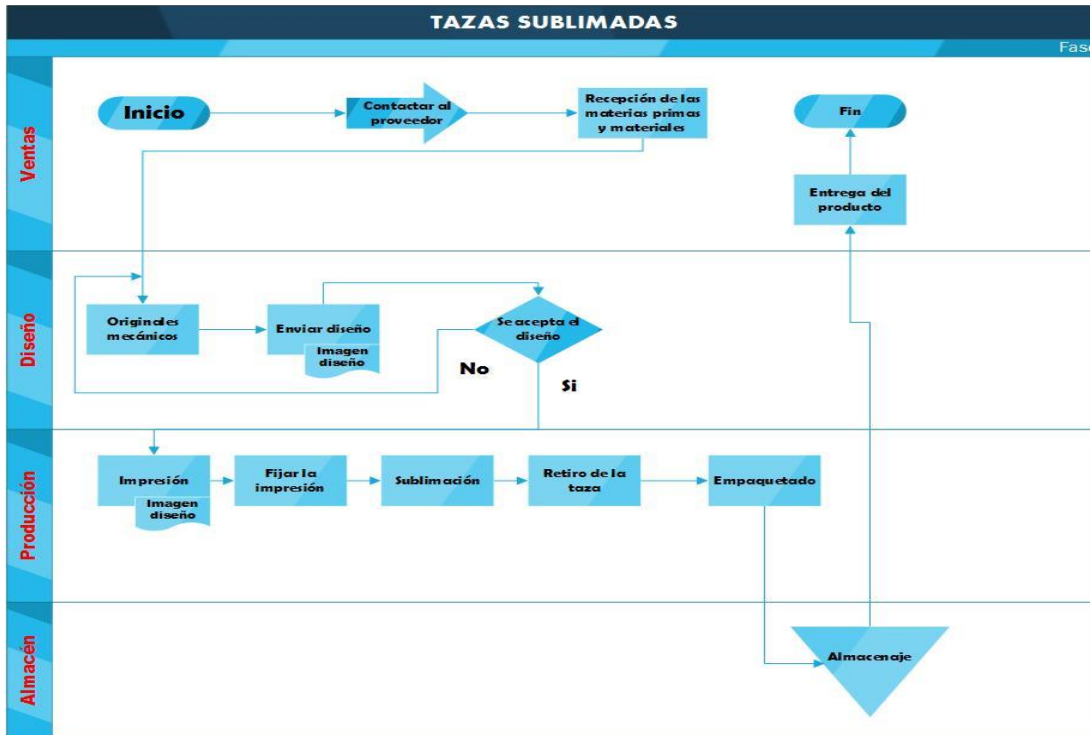 TAZAS SUBLIMADAS
Fase
Ventas
Inicio
Contactar al
proveedor
Recepción de las
materias primas
y materiales
Fin
Entrega del
producto
Diseño
Originales
mecánicos
Enviar diseño
Imagen
diseño
Se acepta el
diseño
No
Si
Producción
Impresión
Imagen
diseño
Fijar la
impresión
Sublimación
Retiro de la
taza
Empaquetado
Almacén
Almacenaje